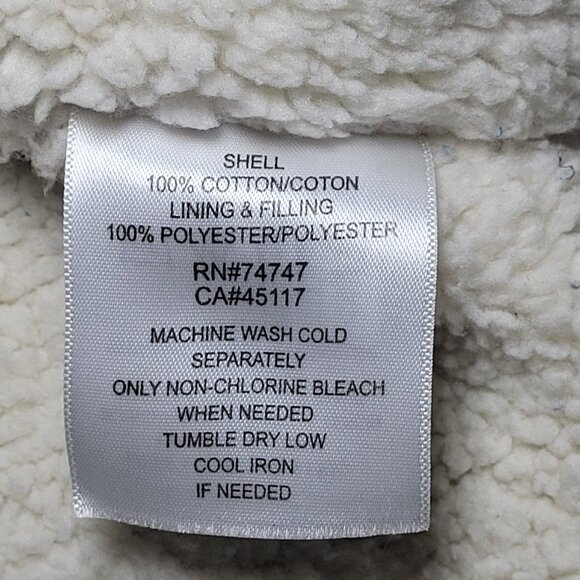 SHELL
100% COTTON/COTON
LINING & FILLING
100% POLYESTER/POLYESTER
RN#74747
CA#45117
MACHINE WASH COLD
SEPARATELY
ONLY NON-CHLORINE BLEACH
WHEN NEEDED
TUMBLE DRY LOW
COOL IRON
IF NEEDED